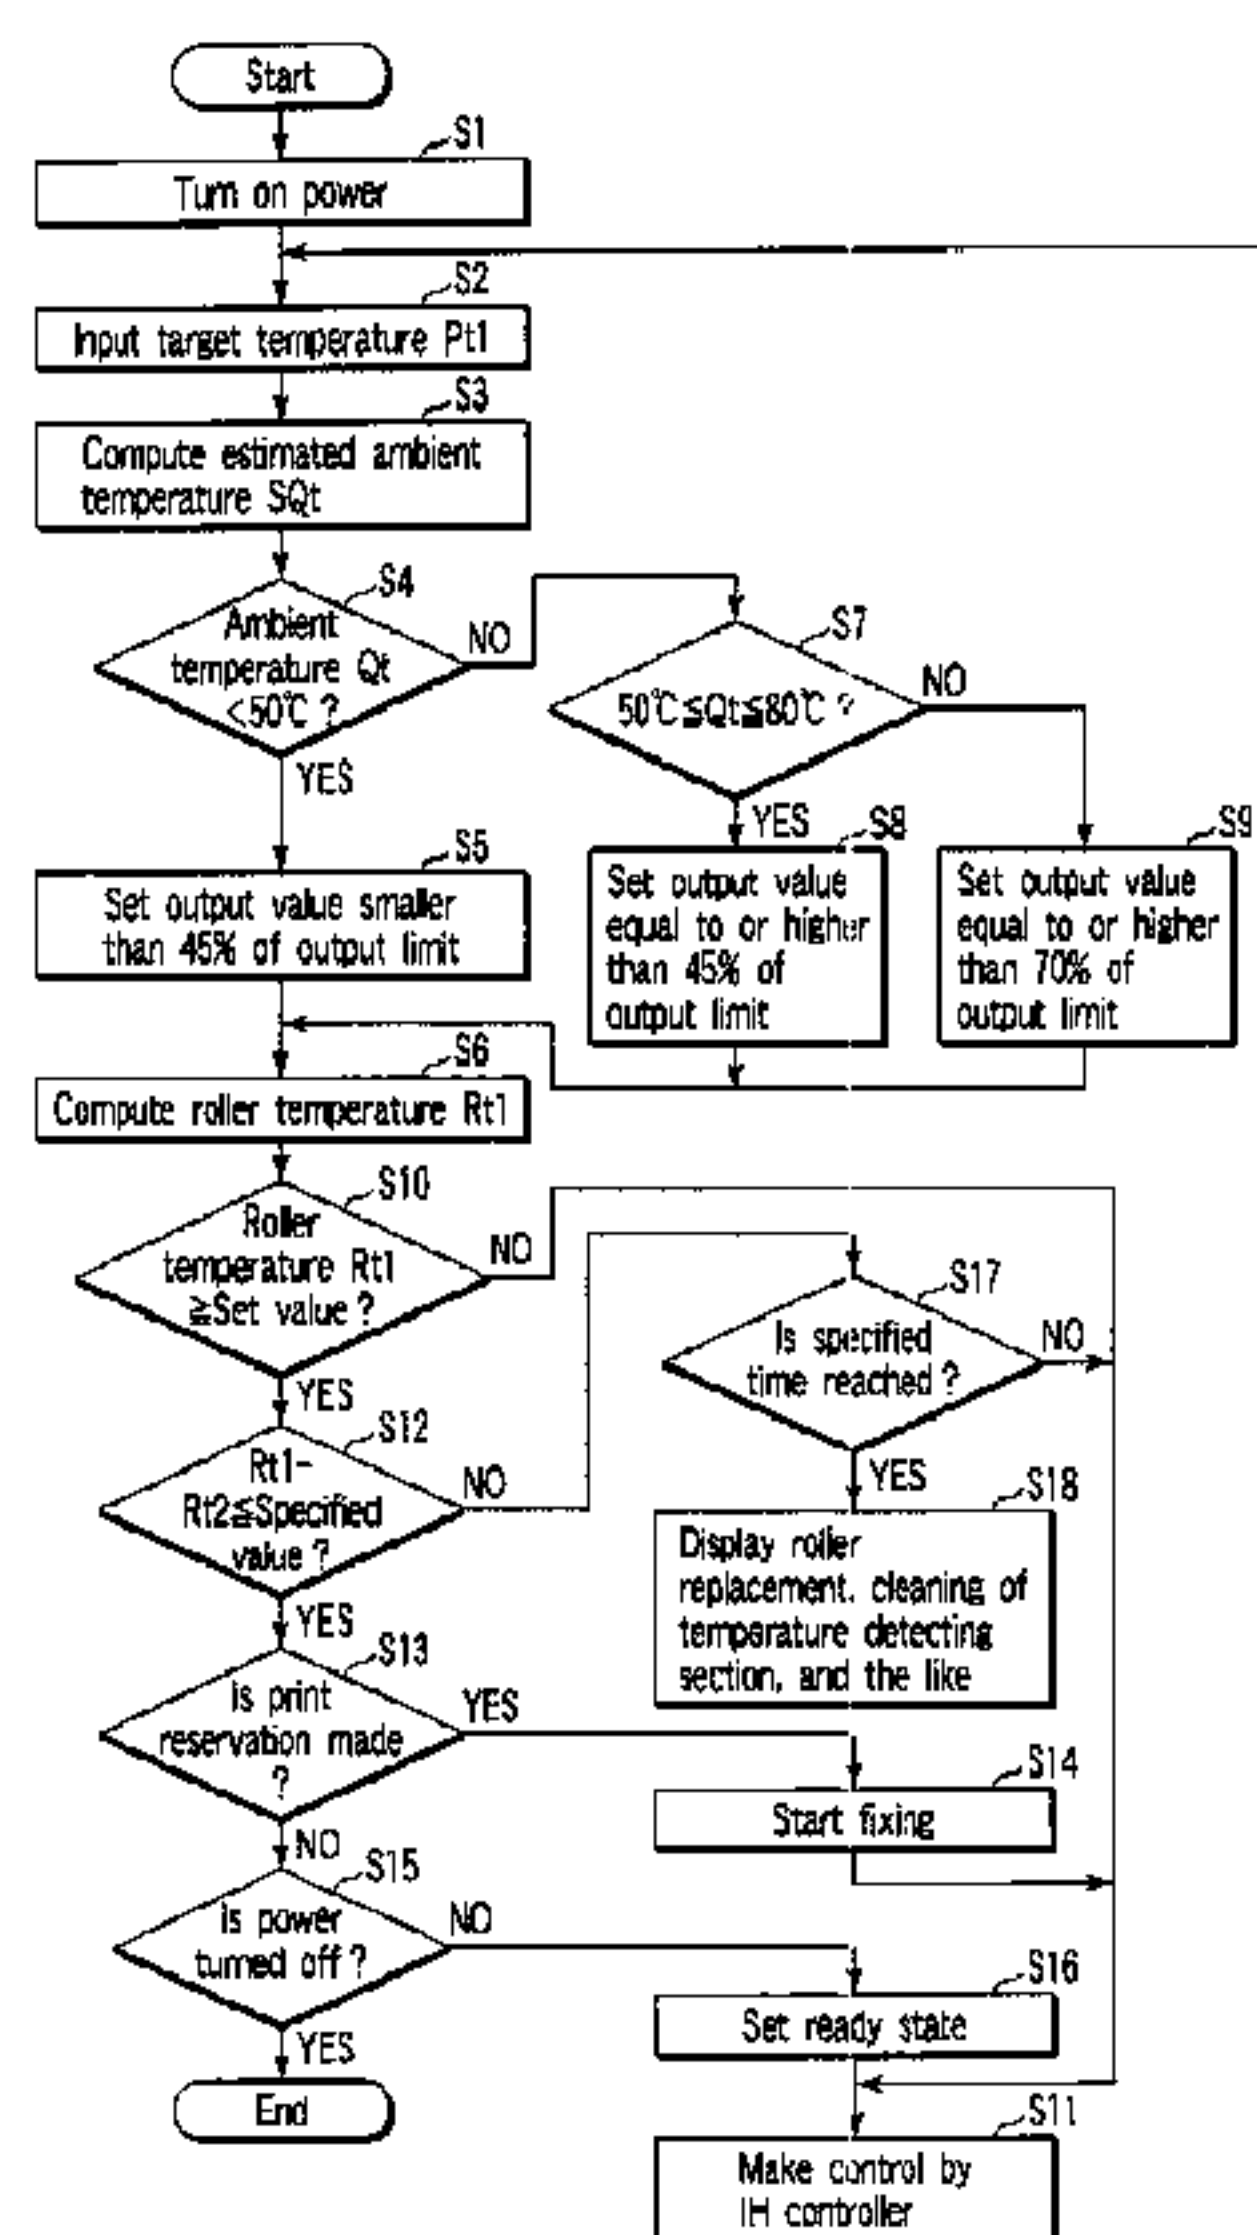 Start
S1
Turn on power
S2
Input target temperature Pt1
S3
Compute estimated ambient
temperature SQt
S4
Ambient
temperature Qt
<50℃ ?
NO
YES
S7
50℃≦Qt≦80℃ ?
NO
YES
S5
Set output value smaller
than 45% of output limit
S8
Set output value
equal to or higher
than 45% of
output limit
S9
Set output value
equal to or higher
than 70% of
output limit
S6
Compute roller temperature Rt1
S10
Roller
temperature Rt1
≧Set value ?
NO
YES
S17
Is specified
time reached ?
NO
YES
S12
Rt1-
Rt2≦Specified
value ?
NO
YES
S18
Display roller
replacement, cleaning of
temperature detecting
section, and the like
S13
Is print
reservation made
?
YES
NO
S14
Start fixing
S15
Is power
turned off ?
NO
YES
S16
Set ready state
End
S11
Make control by
IH controller